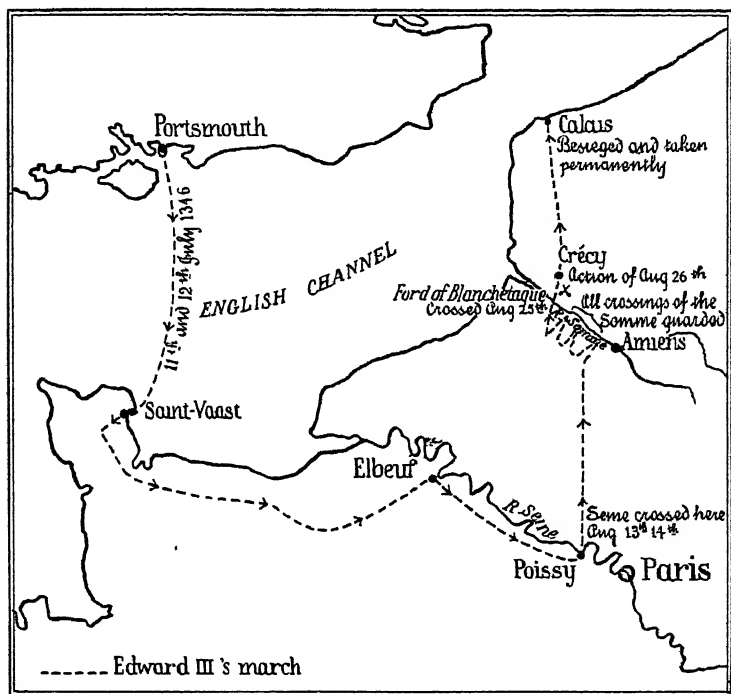 Portsmouth
11th and 12th July 1346
ENGLISH CHANNEL
Calais
Besieged and taken
permanently
Crécy
Action of Aug 26th
Ford of Blanchetaque
Crossed Aug 25th
All crossings of the
Somme guarded
R. Somme
Amiens
Saint-Vaast
Elbeuf
R. Seine
Seine crossed here
Aug 13th 14th
Poissy
Paris
Edward III's march